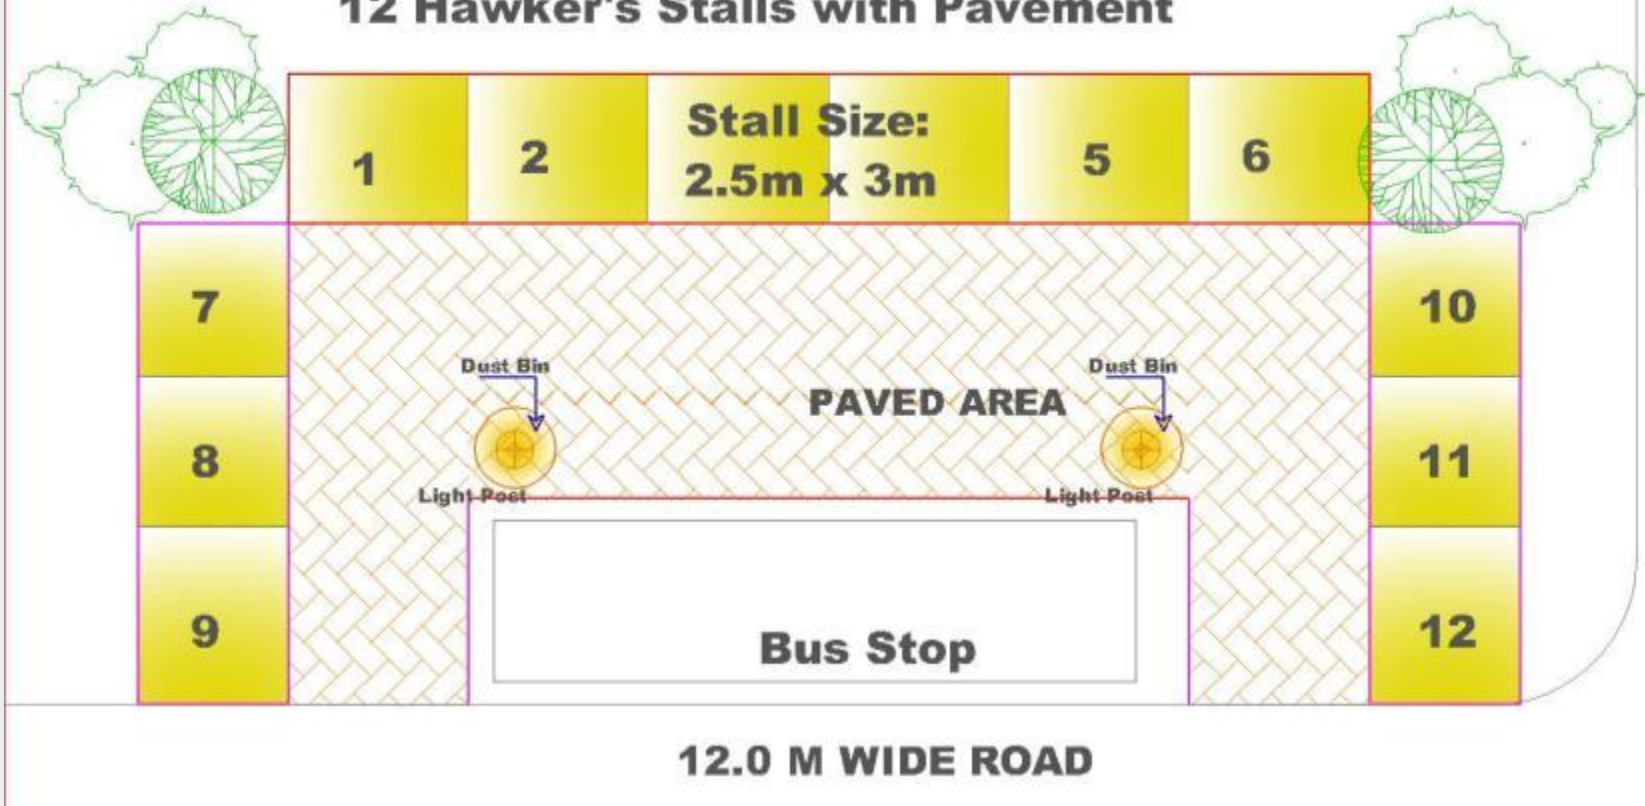 12 Hawker's Stalls with Pavement
1
2
Stall Size:
2.5m x 3m
5
6
7
10
Dust Bin
Dust Bin
PAVED AREA
8
11
Light Post
Light Post
9
Bus Stop
12
12.0 M WIDE ROAD